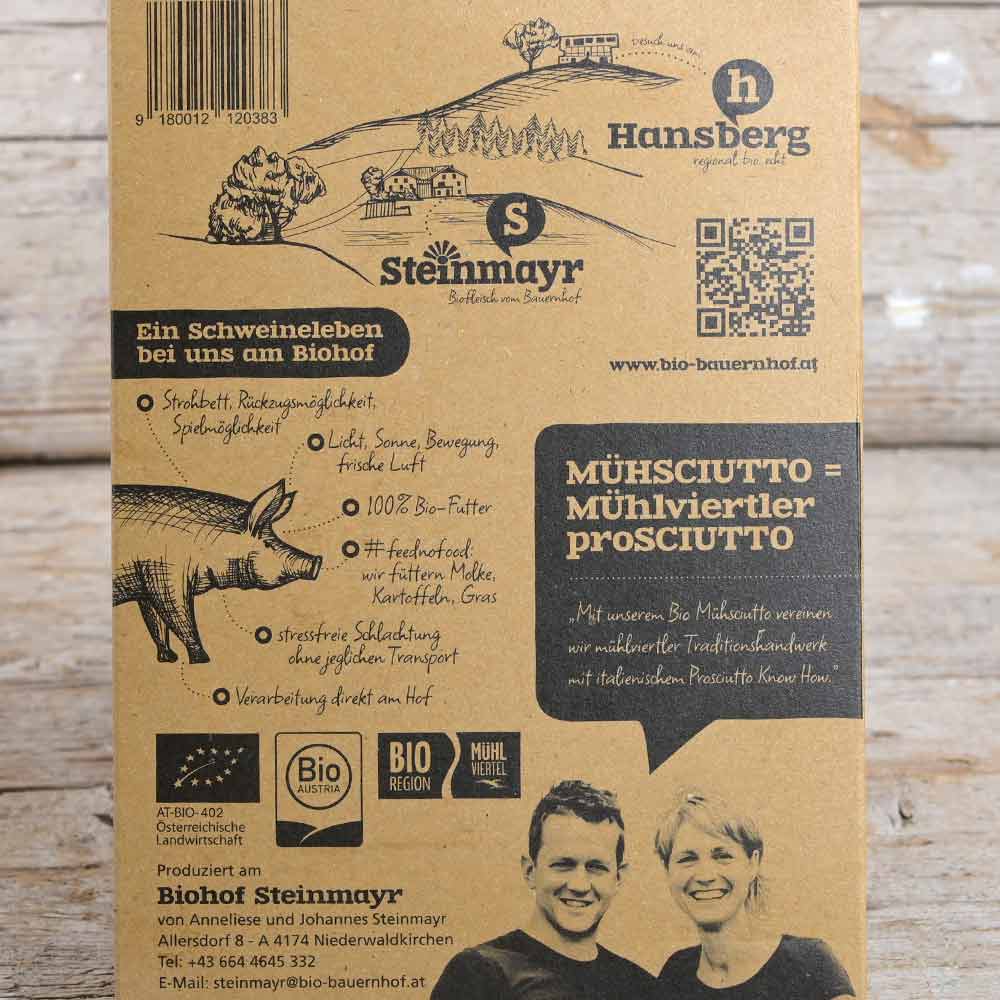 9 180012 120383
besuch uns am
h
Hansberg
regional, bio, echt
S
Steinmayr
Biofleisch vom Bauernhof
www.bio-bauernhof.at
Ein Schweineleben
bei uns am Biohof
Strohbett, Rückzugsmöglichkeit,
Spielmöglichkeit
Licht, Sonne, Bewegung,
frische Luft
100% Bio-Futter
#feednofood:
wir füttern Molke,
Kartoffeln, Gras
stressfreie Schlachtung
ohne jeglichen Transport
Verarbeitung direkt am Hof
MÜHSCIUTTO =
MÜhlviertler
proSCIUTTO
„Mit unserem Bio Mühsciutto vereinen
wir mühlviertler Traditionshandwerk
mit italienischem Prosciutto Know How."
AT-BIO-402
Österreichische
Landwirtschaft
Bio
AUSTRIA
BIO
REGION
MÜHL
VIERTEL
Produziert am
Biohof Steinmayr
von Anneliese und Johannes Steinmayr
Allersdorf 8 - A 4174 Niederwaldkirchen
Tel: +43 664 4645 332
E-Mail: steinmayr@bio-bauernhof.at